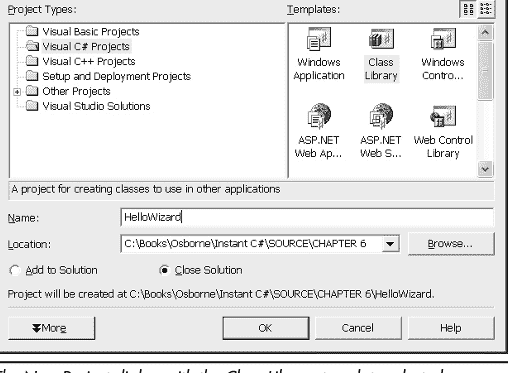 Project Types:
Templates:
Visual Basic Projects
Visual C# Projects
Visual C++ Projects
Setup and Deployment Projects
Other Projects
Visual Studio Solutions
Windows Application
Class Library
Windows Contro...
ASP.NET Web Ap...
ASP.NET Web S...
Web Control Library
A project for creating classes to use in other applications
Name:
HelloWizard
Location:
C:\Books\Osborne\Instant C#\SOURCE\CHAPTER 6
Browse...
Add to Solution
Close Solution
Project will be created at C:\Books\Osborne\Instant C#\SOURCE\CHAPTER 6\HelloWizard.
More
OK
Cancel
Help